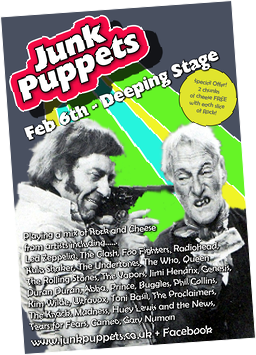 Junk
Puppets
Feb 6th - Deeping Stage
Special Offer!
2 chunks
of cheese FREE
with each slice
of Rock!
Playing a mix of Rock and Cheese
from artists including.....
Led Zeppelin, The Clash, Foo Fighters, Radiohead,
Kula Shaker, The Undertones, The Who, Queen
The Rolling Stones, The Vapors, Jimi Hendrix, Genesis,
Duran Duran, Abba, Prince, Buggles, Phil Collins,
Kim Wilde, Ultravox, Toni Basil, The Proclaimers,
The Knack, Madness, Huey Lewis and the News,
Tears for Fears, Cameo, Gary Numan
www.junkpuppets.co.uk + Facebook